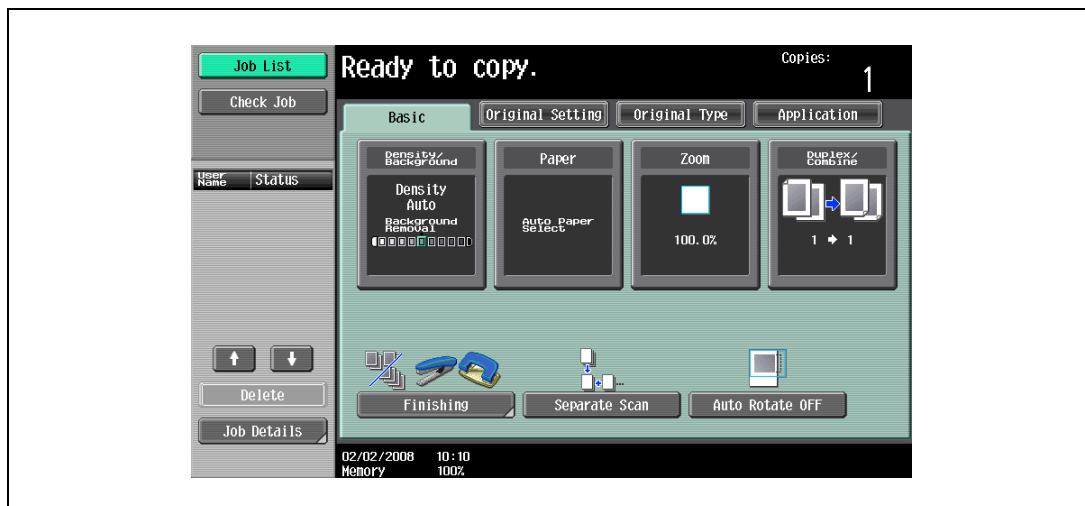 Job List
Check Job
User Name
Status
Delete
Job Details
Ready to copy.
Copies:
1
Basic
Original Setting
Original Type
Application
Density/
Background
Density
Auto
Background
Removal
Paper
Auto Paper
Select
Zoom
100.0%
Duplex/
Combine
1 → 1
Finishing
Separate Scan
Auto Rotate OFF
02/02/2008 10:10
Memory 100%